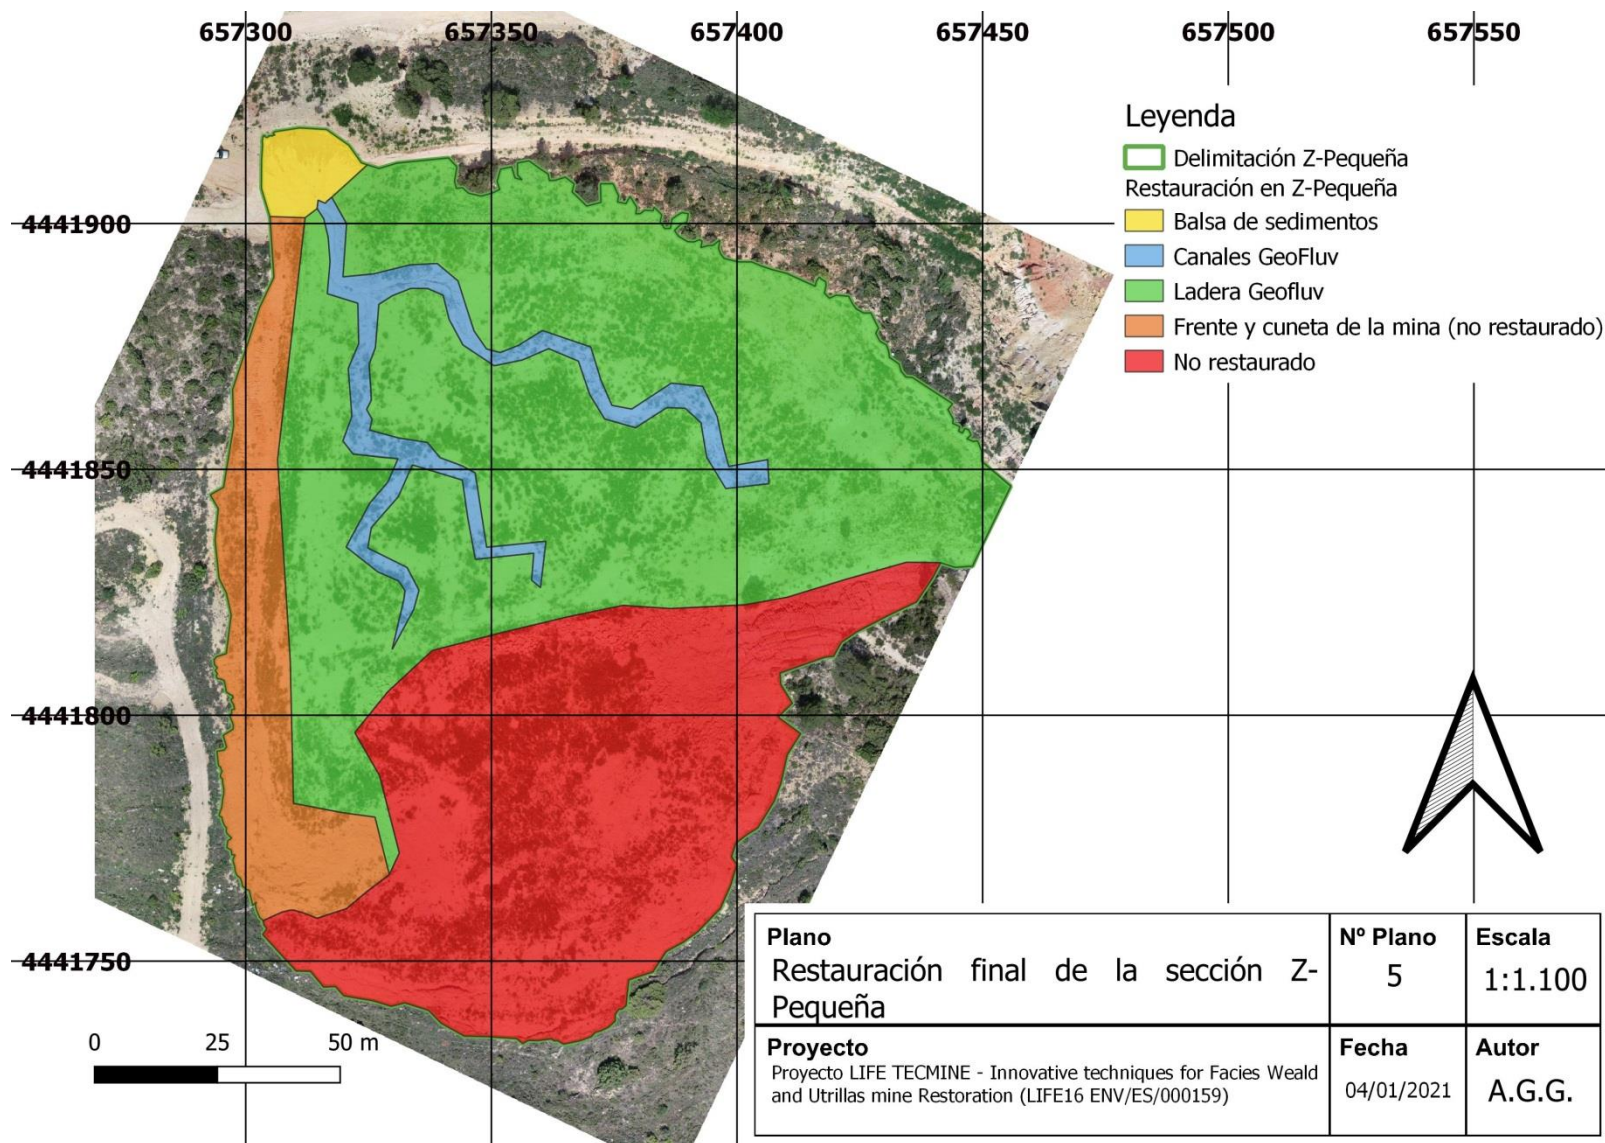 657300 657350 657400 657450 657500 657550
Leyenda
Delimitación Z-Pequeña
Restauración en Z-Pequeña
Balsa de sedimentos
Canales GeoFluv
Ladera Geofluv
Frente y cuneta de la mina (no restaurado)
No restaurado
4441900
4441850
4441800
4441750
0 25 50 m
Plano
Restauración final de la sección Z-
Pequeña
Nº Plano
5
Escala
1:1.100
Proyecto
Proyecto LIFE TECMINE - Innovative techniques for Facies Weald
and Utrillas mine Restoration (LIFE16 ENV/ES/000159)
Fecha
04/01/2021
Autor
A.G.G.